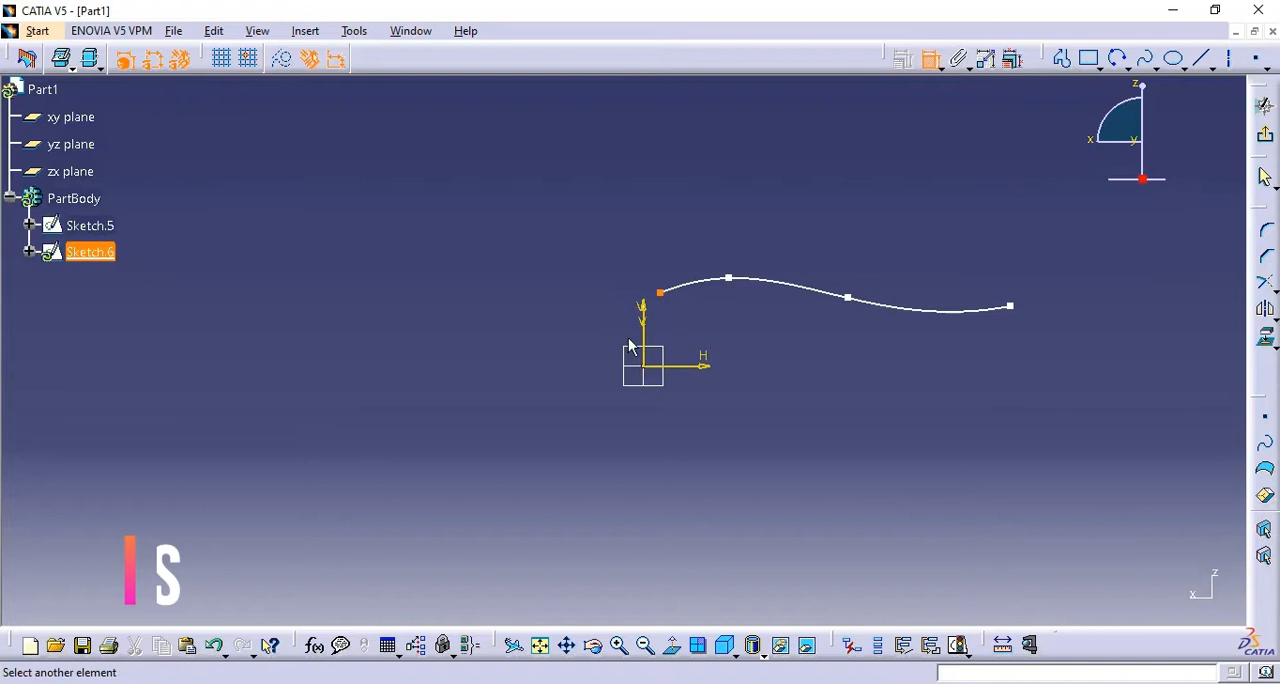 CATIA V5 - [Part1]
Start ENOVIA V5 VPM File Edit View Insert Tools Window Help
Part1
xy plane
yz plane
zx plane
PartBody
Sketch.5
Sketch.6
z
x
y
V
H
S
z
x
f(x)
CATIA
Select another element